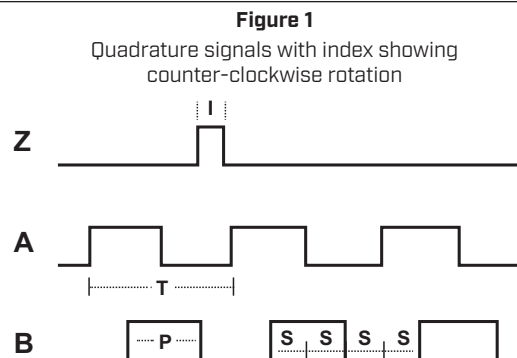 Figure 1
Quadrature signals with index showing
counter-clockwise rotation
I
Z
A
T
B
P
S S S S